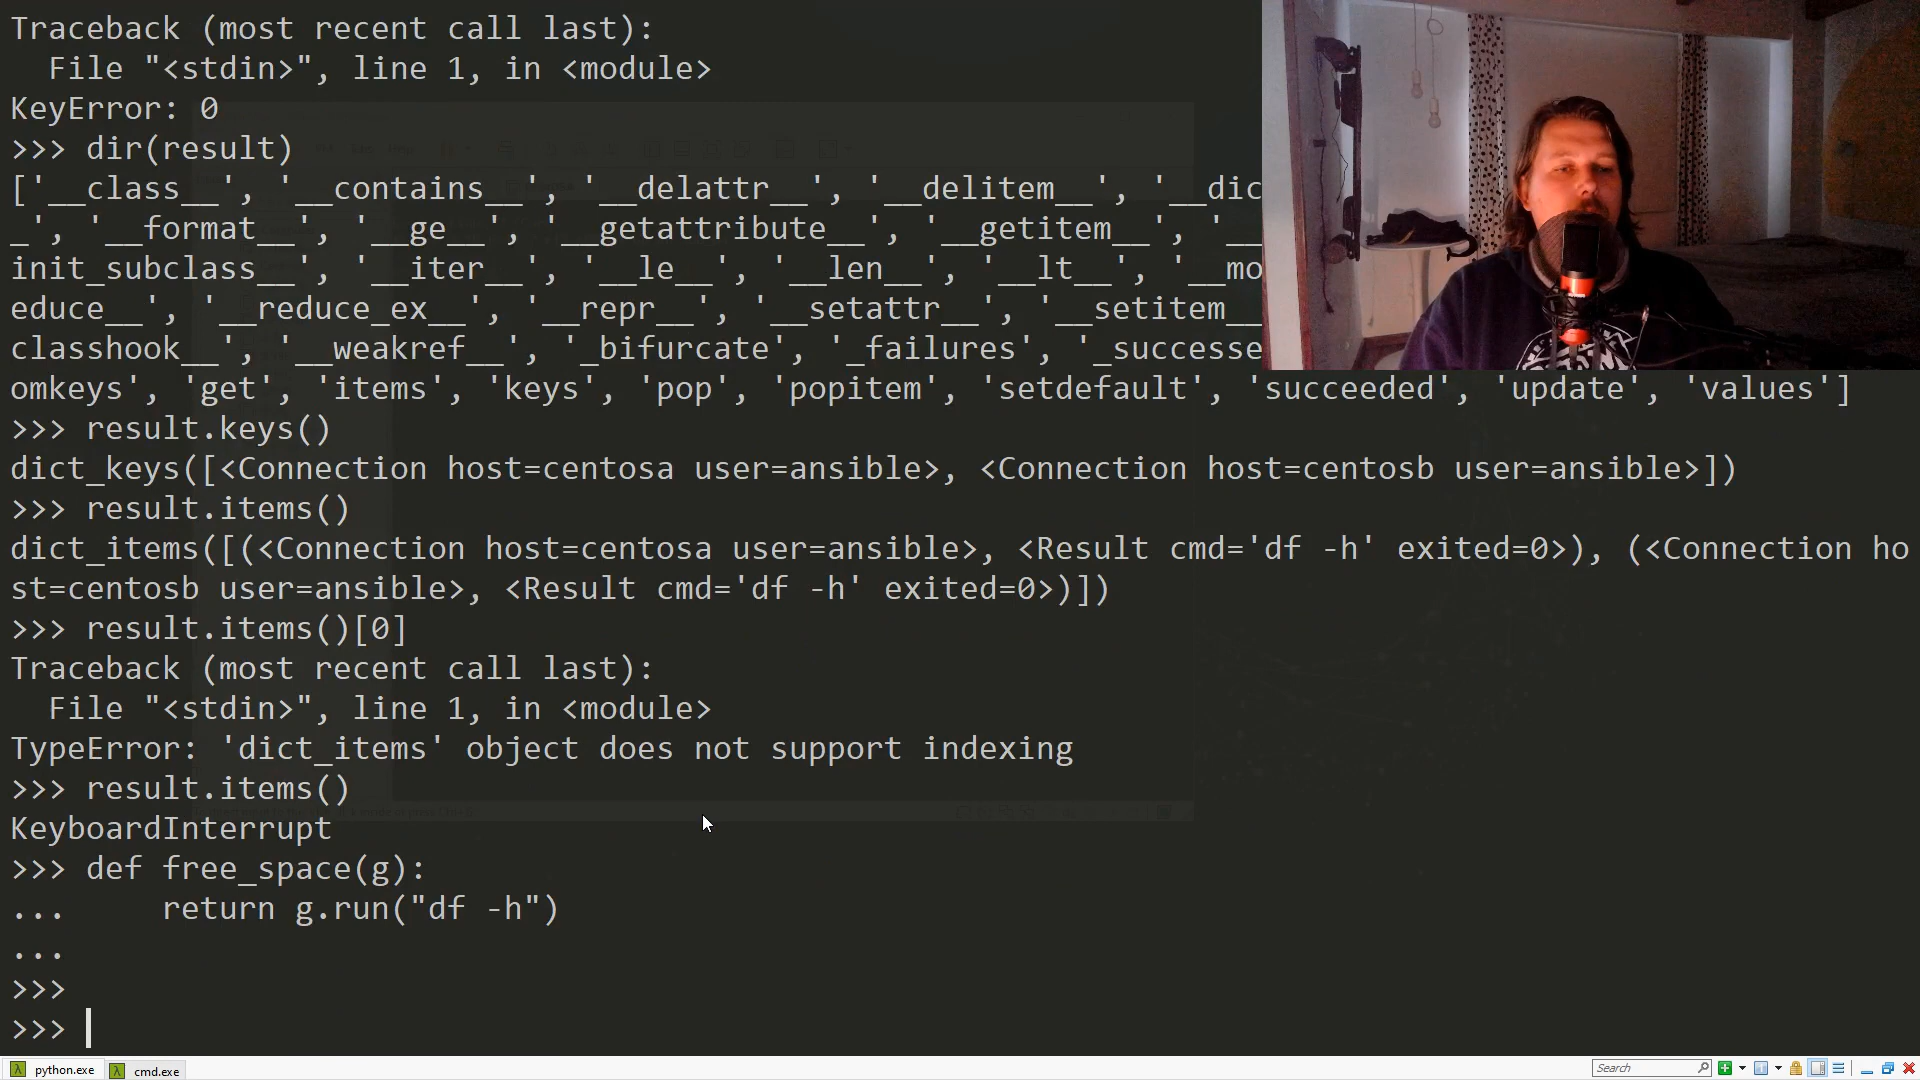 Traceback (most recent call last):
  File "<stdin>", line 1, in <module>
KeyError: 0
>>> dir(result)
['__class__', '__contains__', '__delattr__', '__delitem__', '__dic
_', '__format__', '__ge__', '__getattribute__', '__getitem__', '__
init_subclass__', '__iter__', '__le__', '__len__', '__lt__', '__mo
educe__', '__reduce_ex__', '__repr__', '__setattr__', '__setitem__
classhook__', '__weakref__', '_bifurcate', '_failures', '_successe
omkeys', 'get', 'items', 'keys', 'pop', 'popitem', 'setdefault', 'succeeded', 'update', 'values']
>>> result.keys()
dict_keys([<Connection host=centosa user=ansible>, <Connection host=centosb user=ansible>])
>>> result.items()
dict_items([(<Connection host=centosa user=ansible>, <Result cmd='df -h' exited=0>), (<Connection ho
st=centosb user=ansible>, <Result cmd='df -h' exited=0>)])
>>> result.items()[0]
Traceback (most recent call last):
  File "<stdin>", line 1, in <module>
TypeError: 'dict_items' object does not support indexing
>>> result.items()
KeyboardInterrupt
>>> def free_space(g):
...     return g.run("df -h")
...
>>>
>>>
python.exe
cmd.exe
Search